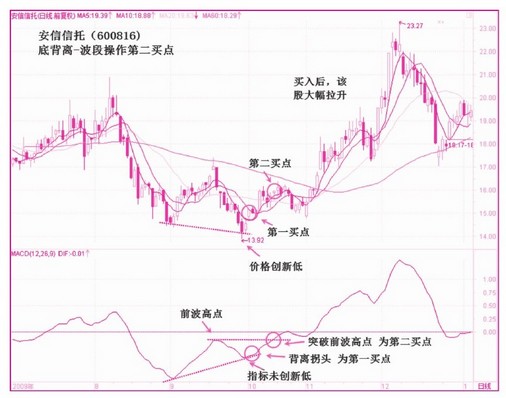 安信信托(日线.前复权) MA5:19.39↑ MA10:18.88↑ MA60:18.29↑
安信信托（600816）
底背离-波段操作第二买点
23.27
23.00
22.00
买入后，该
股大幅拉升
21.00
20.00
19.00
18.17-18
18.00
17.00
第二买点
16.00
第一买点
15.00
14.00
13.92
价格创新低
MACD(12,26,9) DIF:-0.01↑
1.00
0.75
0.50
0.25
前波高点
0.00
突破前波高点 为第二买点
背离拐头 为第一买点
指标未创新低
2009年 8 9 10 11 12 1 日线